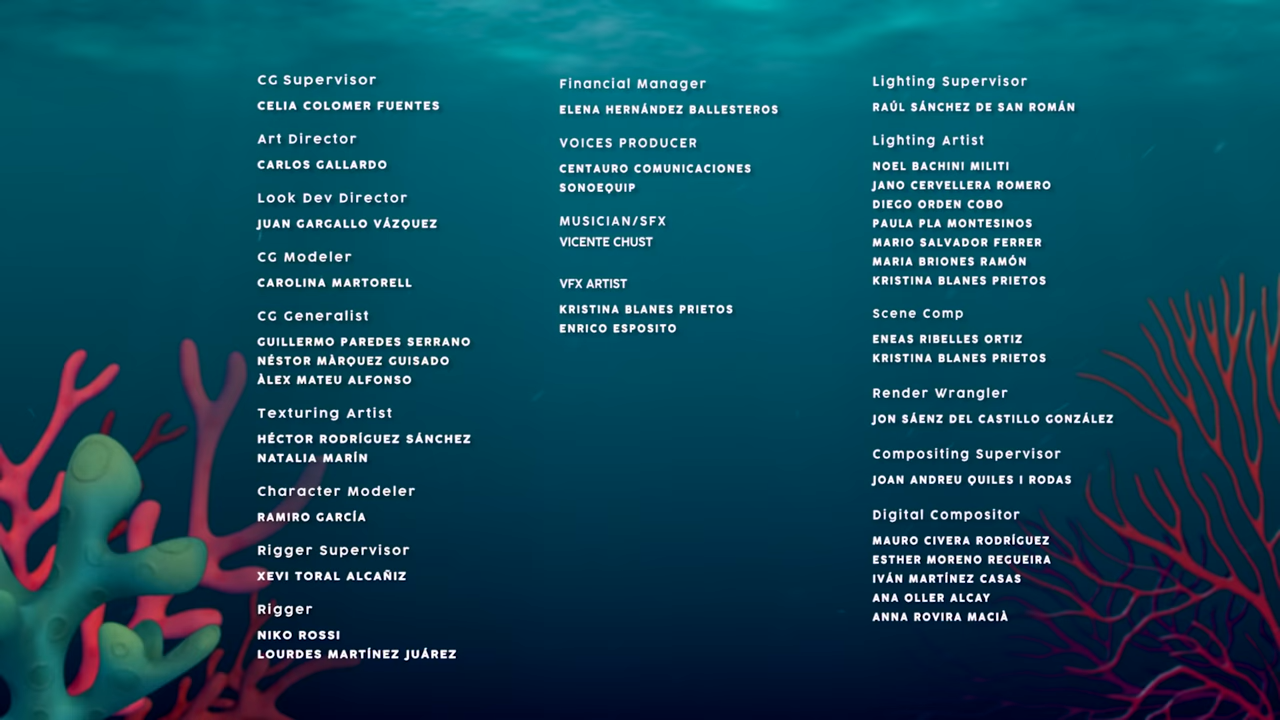 CG Supervisor
CELIA COLOMER FUENTES
Art Director
CARLOS GALLARDO
Look Dev Director
JUAN GARGALLO VÁZQUEZ
CG Modeler
CAROLINA MARTORELL
CG Generalist
GUILLERMO PAREDES SERRANO
NÉSTOR MÀRQUEZ GUISADO
ÀLEX MATEU ALFONSO
Texturing Artist
HÉCTOR RODRÍGUEZ SÁNCHEZ
NATALIA MARÍN
Character Modeler
RAMIRO GARCÍA
Rigger Supervisor
XEVI TORAL ALCAÑIZ
Rigger
NIKO ROSSI
LOURDES MARTÍNEZ JUÁREZ
Financial Manager
ELENA HERNÁNDEZ BALLESTEROS
VOICES PRODUCER
CENTAURO COMUNICACIONES
SONOEQUIP
MUSICIAN/SFX
VICENTE CHUST
VFX ARTIST
KRISTINA BLANES PRIETOS
ENRICO ESPOSITO
Lighting Supervisor
RAÚL SÁNCHEZ DE SAN ROMÁN
Lighting Artist
NOEL BACHINI MILITI
JANO CERVELLERA ROMERO
DIEGO ORDEN COBO
PAULA PLA MONTESINOS
MARIO SALVADOR FERRER
MARIA BRIONES RAMÓN
KRISTINA BLANES PRIETOS
Scene Comp
ENEAS RIBELLES ORTIZ
KRISTINA BLANES PRIETOS
Render Wrangler
JON SÁENZ DEL CASTILLO GONZÁLEZ
Compositing Supervisor
JOAN ANDREU QUILES I RODAS
Digital Compositor
MAURO CIVERA RODRÍGUEZ
ESTHER MORENO REGUEIRA
IVÁN MARTÍNEZ CASAS
ANA OLLER ALCAY
ANNA ROVIRA MACIÀ